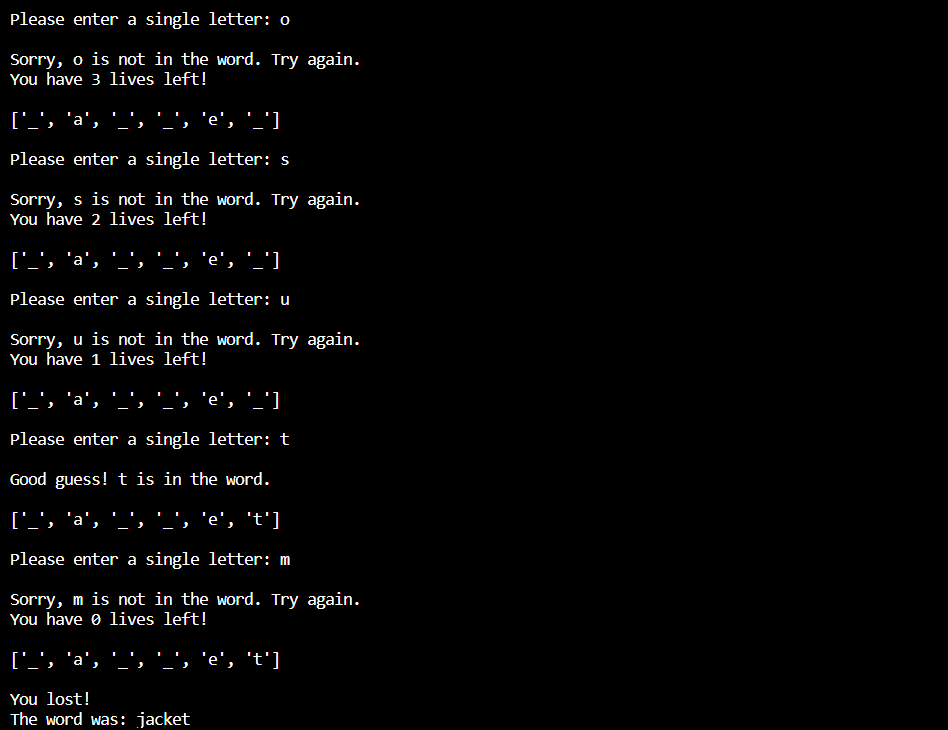 Please enter a single letter: o
Sorry, o is not in the word. Try again.
You have 3 lives left!
['_', 'a', '_', '_', 'e', '_']
Please enter a single letter: s
Sorry, s is not in the word. Try again.
You have 2 lives left!
['_', 'a', '_', '_', 'e', '_']
Please enter a single letter: u
Sorry, u is not in the word. Try again.
You have 1 lives left!
['_', 'a', '_', '_', 'e', '_']
Please enter a single letter: t
Good guess! t is in the word.
['_', 'a', '_', '_', 'e', 't']
Please enter a single letter: m
Sorry, m is not in the word. Try again.
You have 0 lives left!
['_', 'a', '_', '_', 'e', 't']
You lost!
The word was: jacket